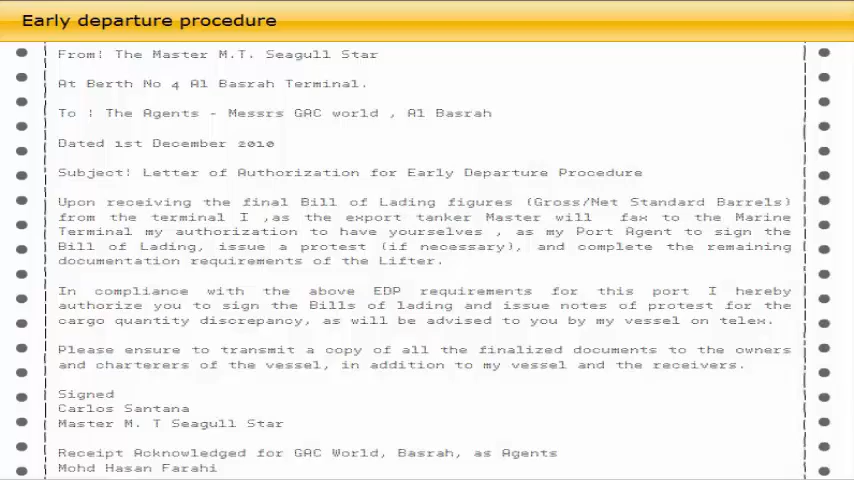 Early departure procedure
From: The Master M.T. Seagull Star
At Berth No 4 Al Basrah Terminal.
To : The Agents - Messrs GAC world , Al Basrah
Dated 1st December 2010
Subject: Letter of Authorization for Early Departure Procedure
Upon receiving the final Bill of Lading figures (Gross/Net Standard Barrels)
from the terminal I ,as the export tanker Master will fax to the Marine
Terminal my authorization to have yourselves , as my Port Agent to sign the
Bill of Lading, issue a protest (if necessary), and complete the remaining
documentation requirements of the Lifter.
In compliance with the above EDP requirements for this port I hereby
authorize you to sign the Bills of lading and issue notes of protest for the
cargo quantity discrepancy, as will be advised to you by my vessel on telex.
Please ensure to transmit a copy of all the finalized documents to the owners
and charterers of the vessel, in addition to my vessel and the receivers.
Signed
Carlos Santana
Master M. T Seagull Star
Receipt Acknowledged for GAC World, Basrah, as Agents
Mohd Hasan Farahi